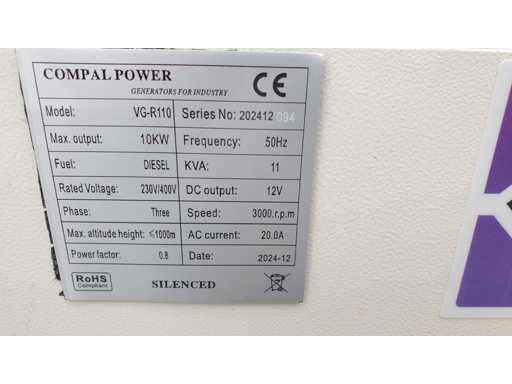 COMPAL POWER
GENERATORS FOR INDUSTRY
CE
Model: VG-R110 Series No: 202412 094
Max. output: 10KW Frequency: 50Hz
Fuel: DIESEL KVA: 11
Rated Voltage: 230V/400V DC output: 12V
Phase: Three Speed: 3000.r.p.m
Max. altitude height: ≤1000m AC current: 20.0A
Power factor: 0.8 Date: 2024-12
RoHS
Compliant
SILENCED